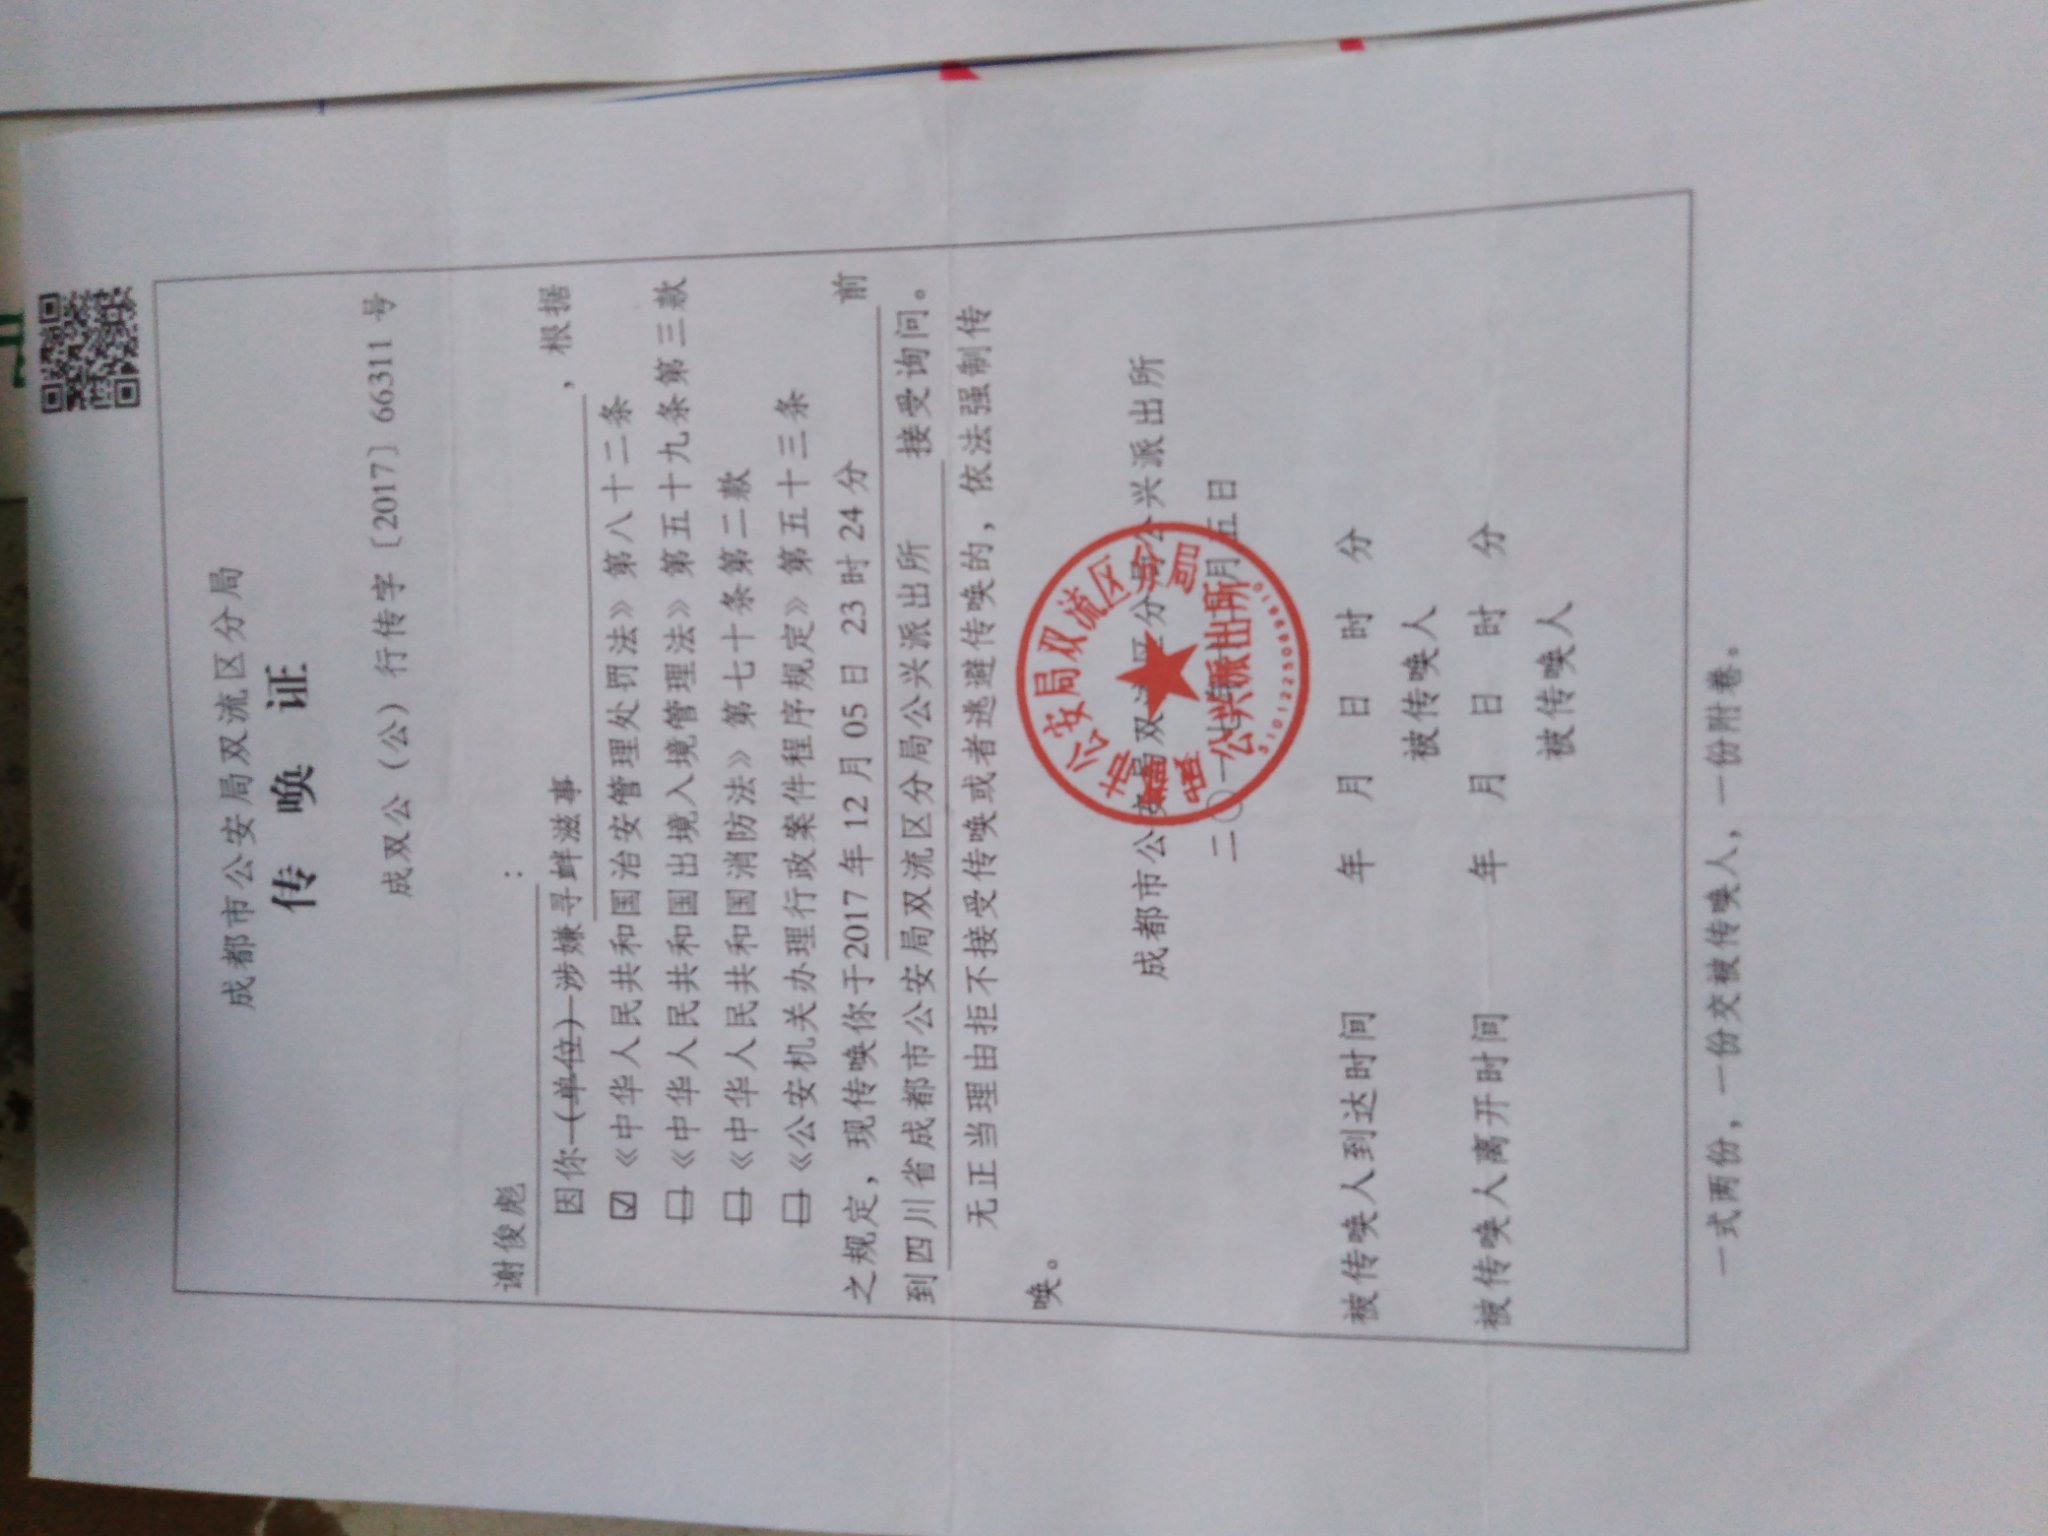 成都市公安局双流区分局
传唤证
成双公（公）行传字〔2017〕66311 号
谢俊彪：
因你（单位）涉嫌寻衅滋事，根据
☑《中华人民共和国治安管理处罚法》第八十二条
□《中华人民共和国出境入境管理法》第五十九条第三款
□《中华人民共和国消防法》第七十条第二款
□《公安机关办理行政案件程序规定》第五十三条
之规定，现传唤你于2017 年 12 月 05 日 23 时 24 分前
到四川省成都市公安局双流区分局公兴派出所接受询问。
无正当理由拒不接受传唤或者逃避传唤的，依法强制传
唤。
成都市公安局双流区分局公兴派出所
二〇一七年十二月五日
成都市公安局双流区分局
公兴派出所
被传唤人到达时间 年 月 日 时 分
被传唤人
被传唤人离开时间 年 月 日 时 分
被传唤人
一式两份，一份交被传唤人，一份附卷。